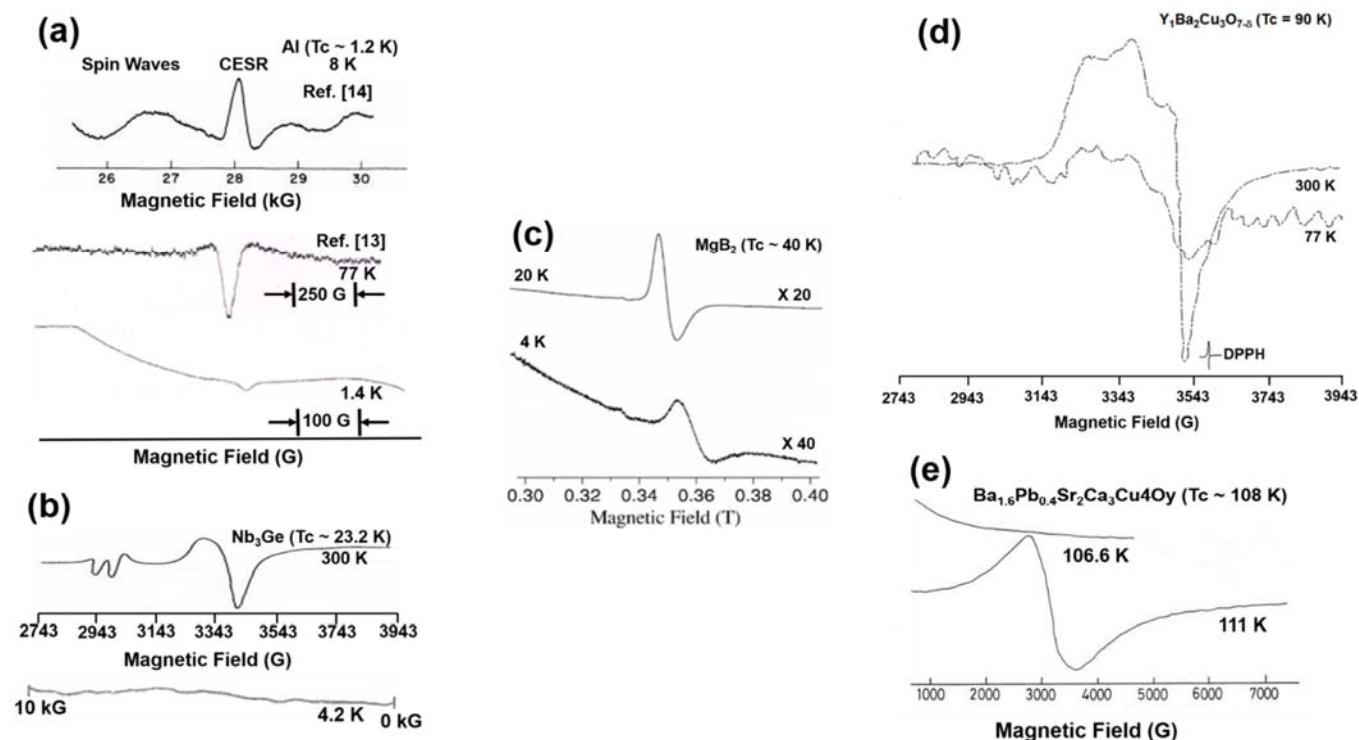 (a)
Al (Tc ~ 1.2 K)
Spin Waves CESR 8 K
Ref. [14]
26 27 28 29 30
Magnetic Field (kG)
Ref. [13]
77 K
250 G
1.4 K
100 G
Magnetic Field (G)
(b)
Nb3Ge (Tc ~ 23.2 K)
300 K
2743 2943 3143 3343 3543 3743 3943
Magnetic Field (G)
10 kG 4.2 K 0 kG
(c)
MgB2 (Tc ~ 40 K)
20 K X 20
4 K
X 40
0.30 0.32 0.34 0.36 0.38 0.40
Magnetic Field (T)
(d)
Y1Ba2Cu3O7-δ (Tc = 90 K)
300 K
77 K
DPPH
2743 2943 3143 3343 3543 3743 3943
Magnetic Field (G)
(e)
Ba1.6Pb0.4Sr2Ca3Cu4Oy (Tc ~ 108 K)
106.6 K
111 K
1000 2000 3000 4000 5000 6000 7000
Magnetic Field (G)